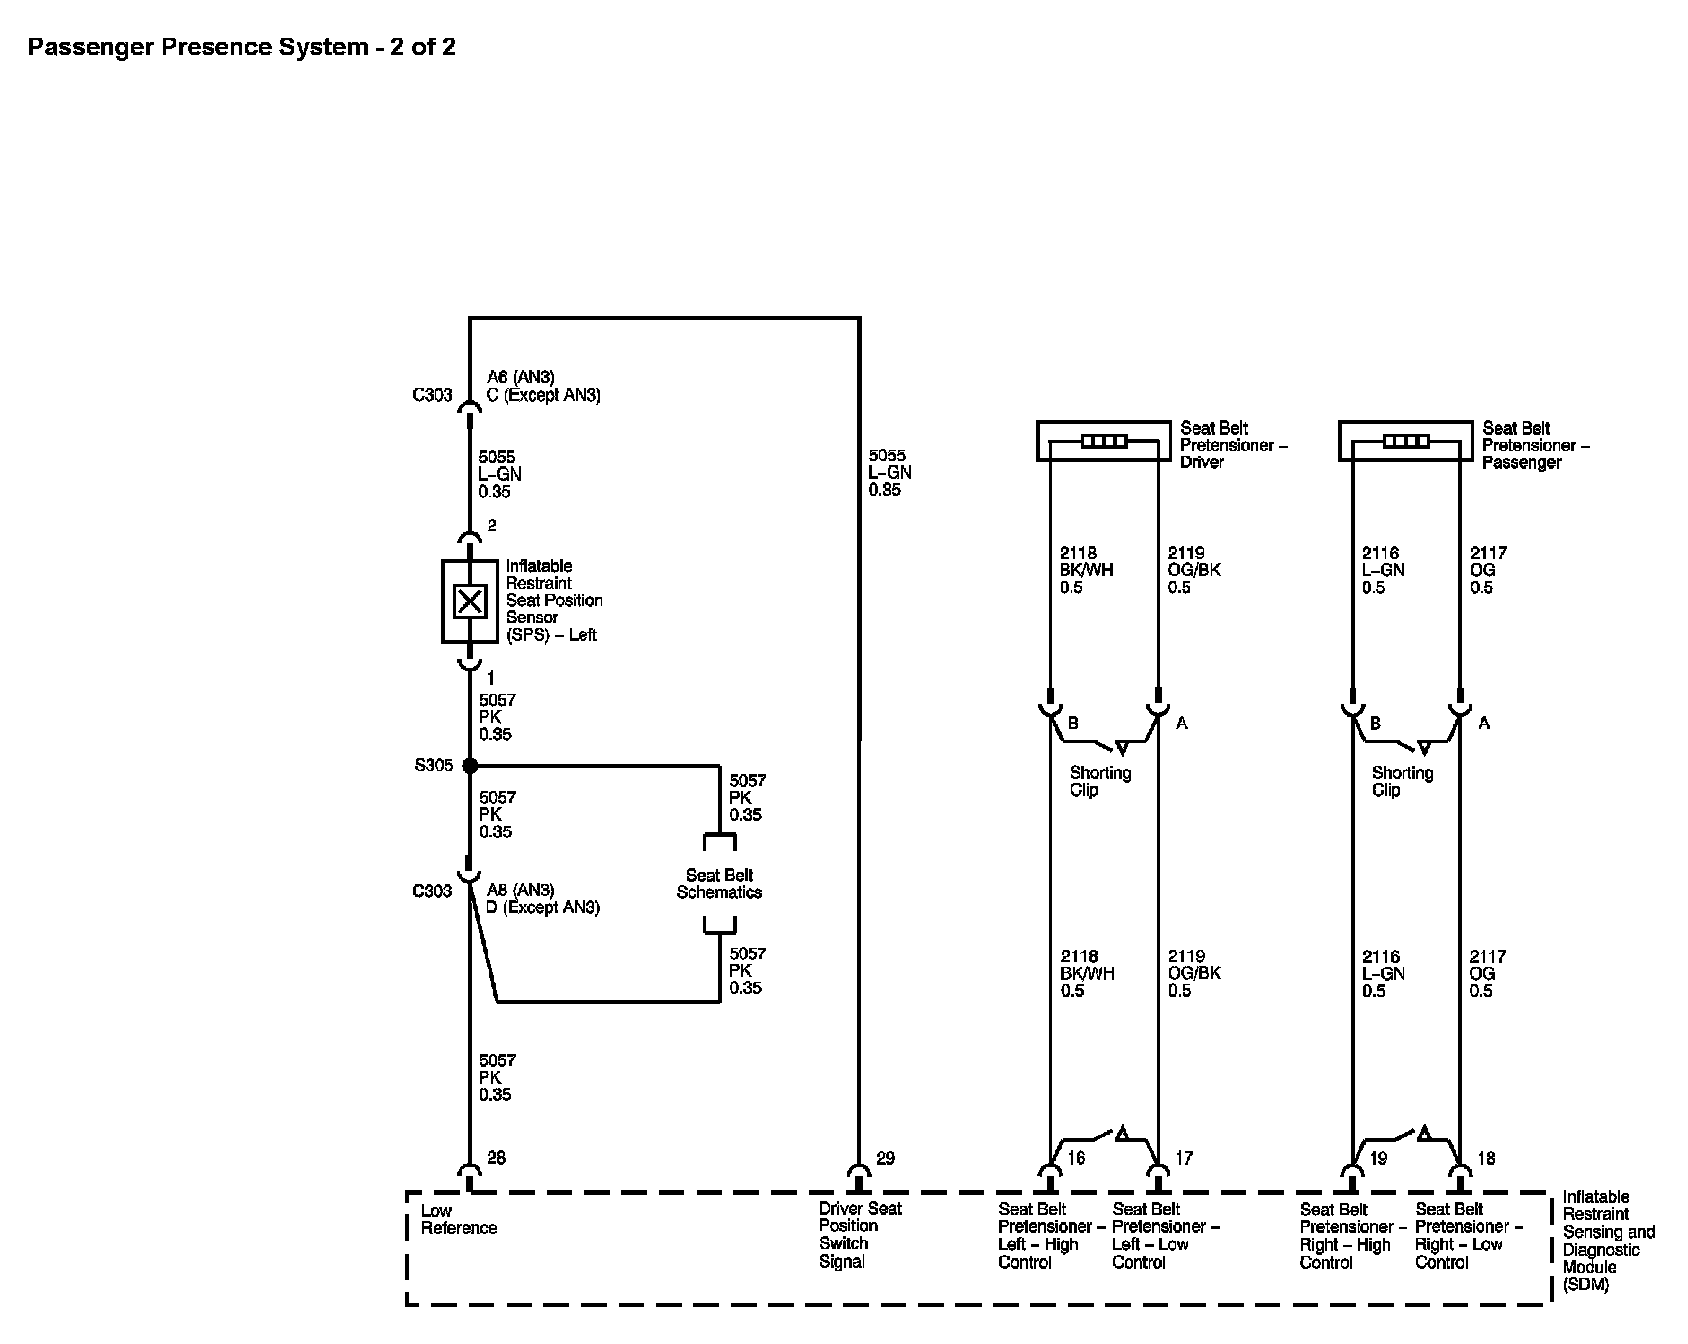 Passenger Presence System - 2 of 2
A6 (AN3)
C303
C (Except AN3)
5055
L-GN
0.35
2
Inflatable
Restraint
Seat Position
Sensor
(SPS) – Left
1
5057
PK
0.35
S305
5057
PK
0.35
5057
PK
0.35
Seat Belt
Schematics
C303
A8 (AN3)
D (Except AN3)
5057
PK
0.35
5057
PK
0.35
28
5055
L-GN
0.35
29
Seat Belt
Pretensioner –
Driver
2118
BK/WH
0.5
2119
OG/BK
0.5
B
A
Shorting
Clip
2118
BK/WH
0.5
2119
OG/BK
0.5
16
17
Seat Belt
Pretensioner –
Passenger
2116
L-GN
0.5
2117
OG
0.5
B
A
Shorting
Clip
2116
L-GN
0.5
2117
OG
0.5
19
18
Low
Reference
Driver Seat
Position
Switch
Signal
Seat Belt
Pretensioner –
Left – High
Control
Seat Belt
Pretensioner –
Left – Low
Control
Seat Belt
Pretensioner –
Right – High
Control
Seat Belt
Pretensioner –
Right – Low
Control
Inflatable
Restraint
Sensing and
Diagnostic
Module
(SDM)